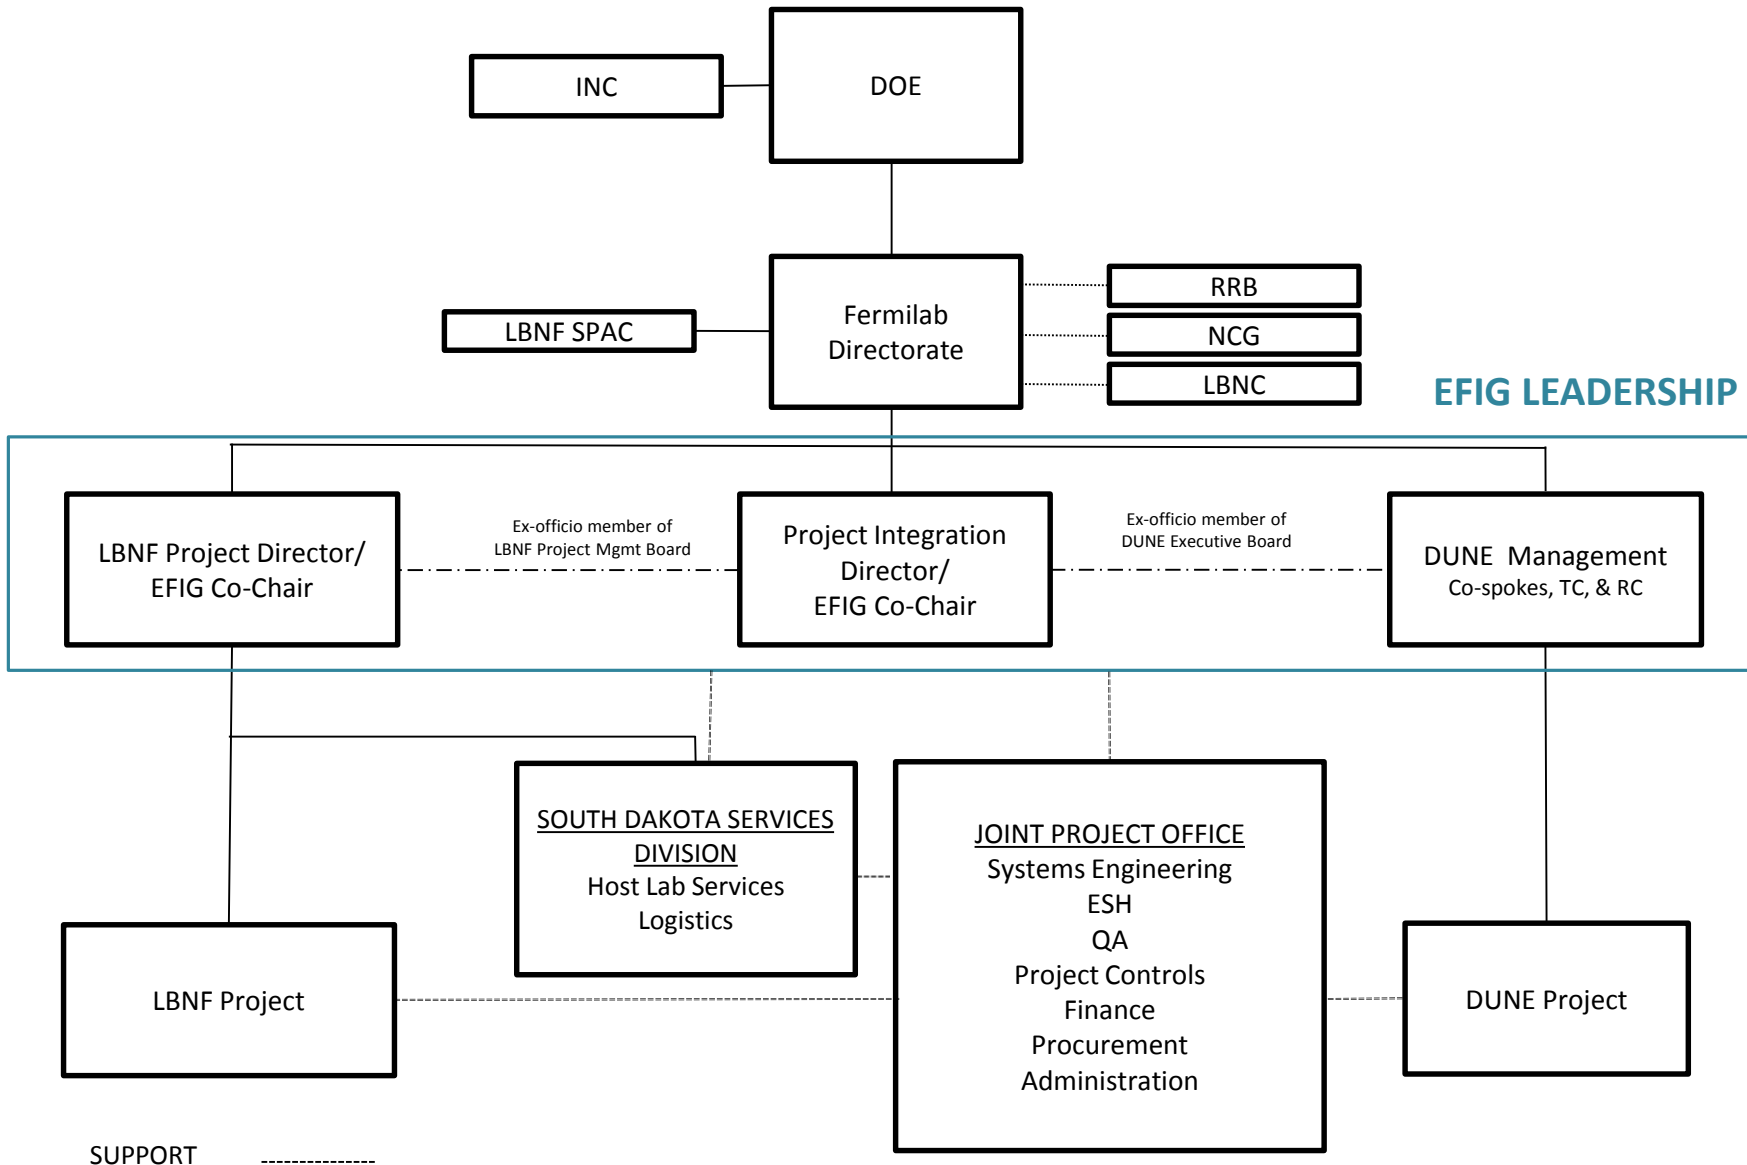 INC
DOE
Fermilab
Directorate
LBNF SPAC
RRB
NCG
LBNC
EFIG LEADERSHIP
LBNF Project Director/
EFIG Co-Chair
Ex-officio member of
LBNF Project Mgmt Board
Project Integration
Director/
EFIG Co-Chair
Ex-officio member of
DUNE Executive Board
DUNE Management
Co-spokes, TC, & RC
SOUTH DAKOTA SERVICES
DIVISION
Host Lab Services
Logistics
JOINT PROJECT OFFICE
Systems Engineering
ESH
QA
Project Controls
Finance
Procurement
Administration
LBNF Project
DUNE Project
SUPPORT